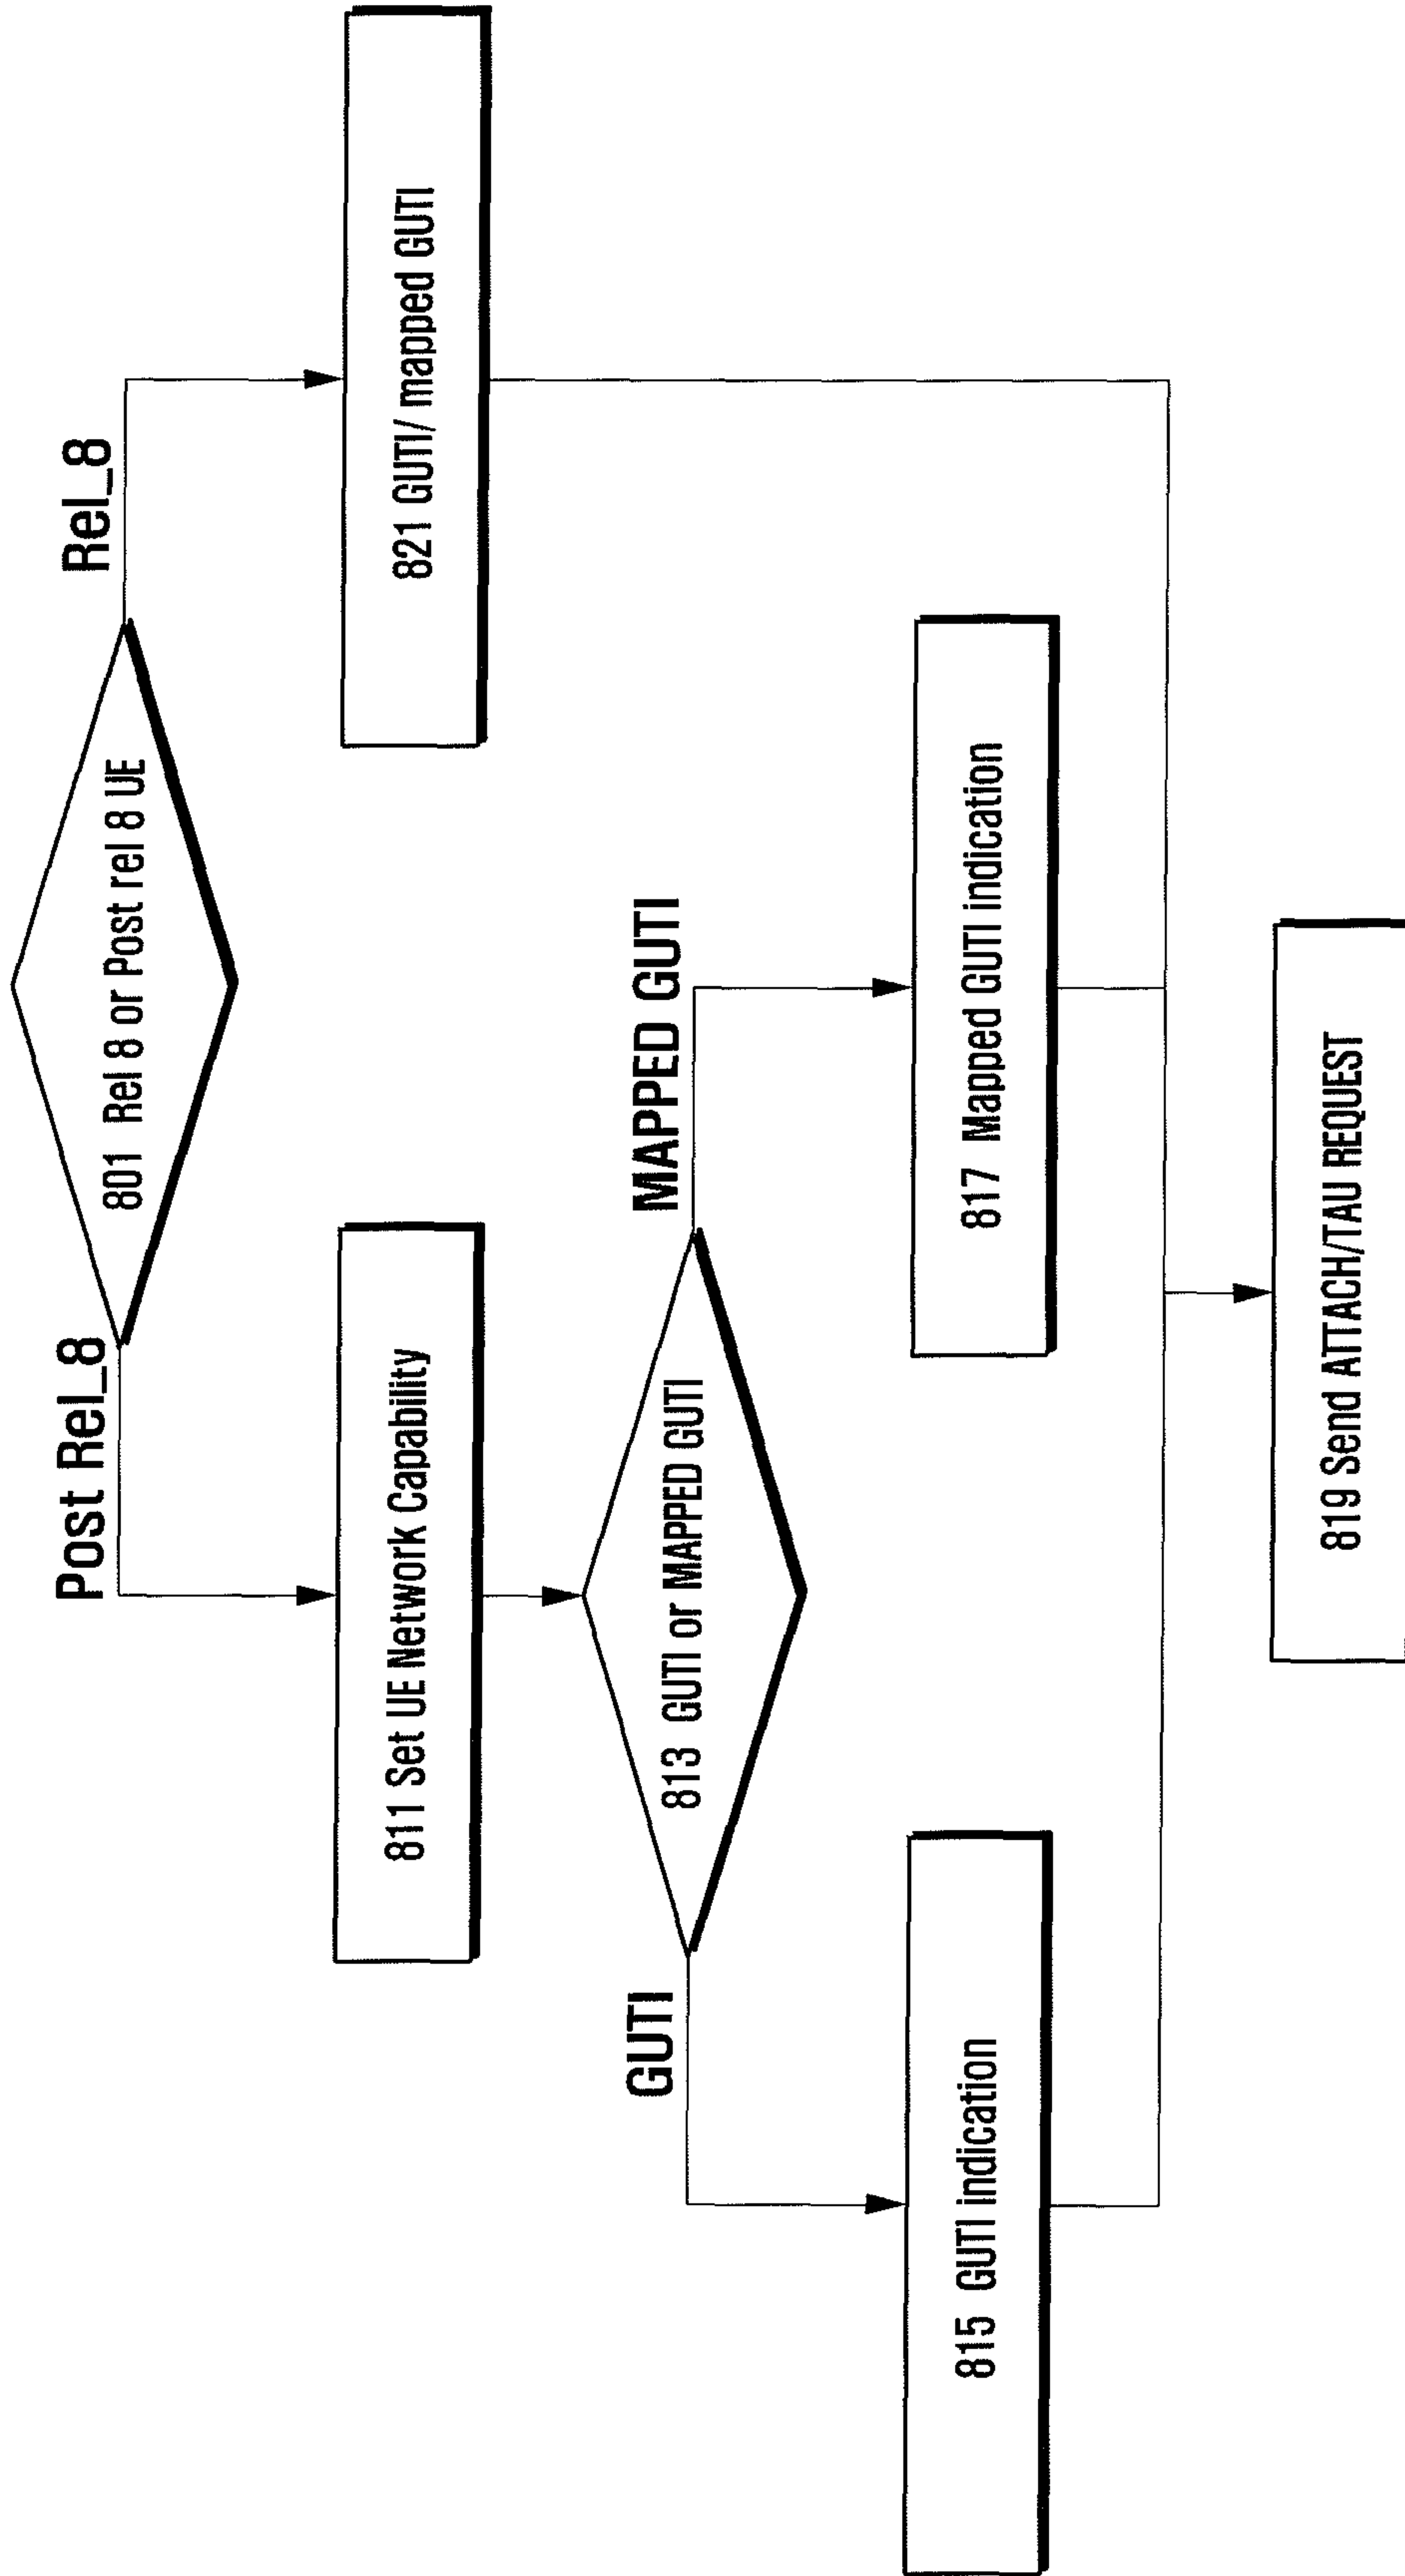 801 Rel 8 or Post rel 8 UE
Post Rel_8
Rel_8
811 Set UE Network Capability
821 GUTI/ mapped GUTI
813 GUTI or MAPPED GUTI
GUTI
MAPPED GUTI
815 GUTI indication
817 Mapped GUTI indication
819 Send ATTACH/TAU REQUEST